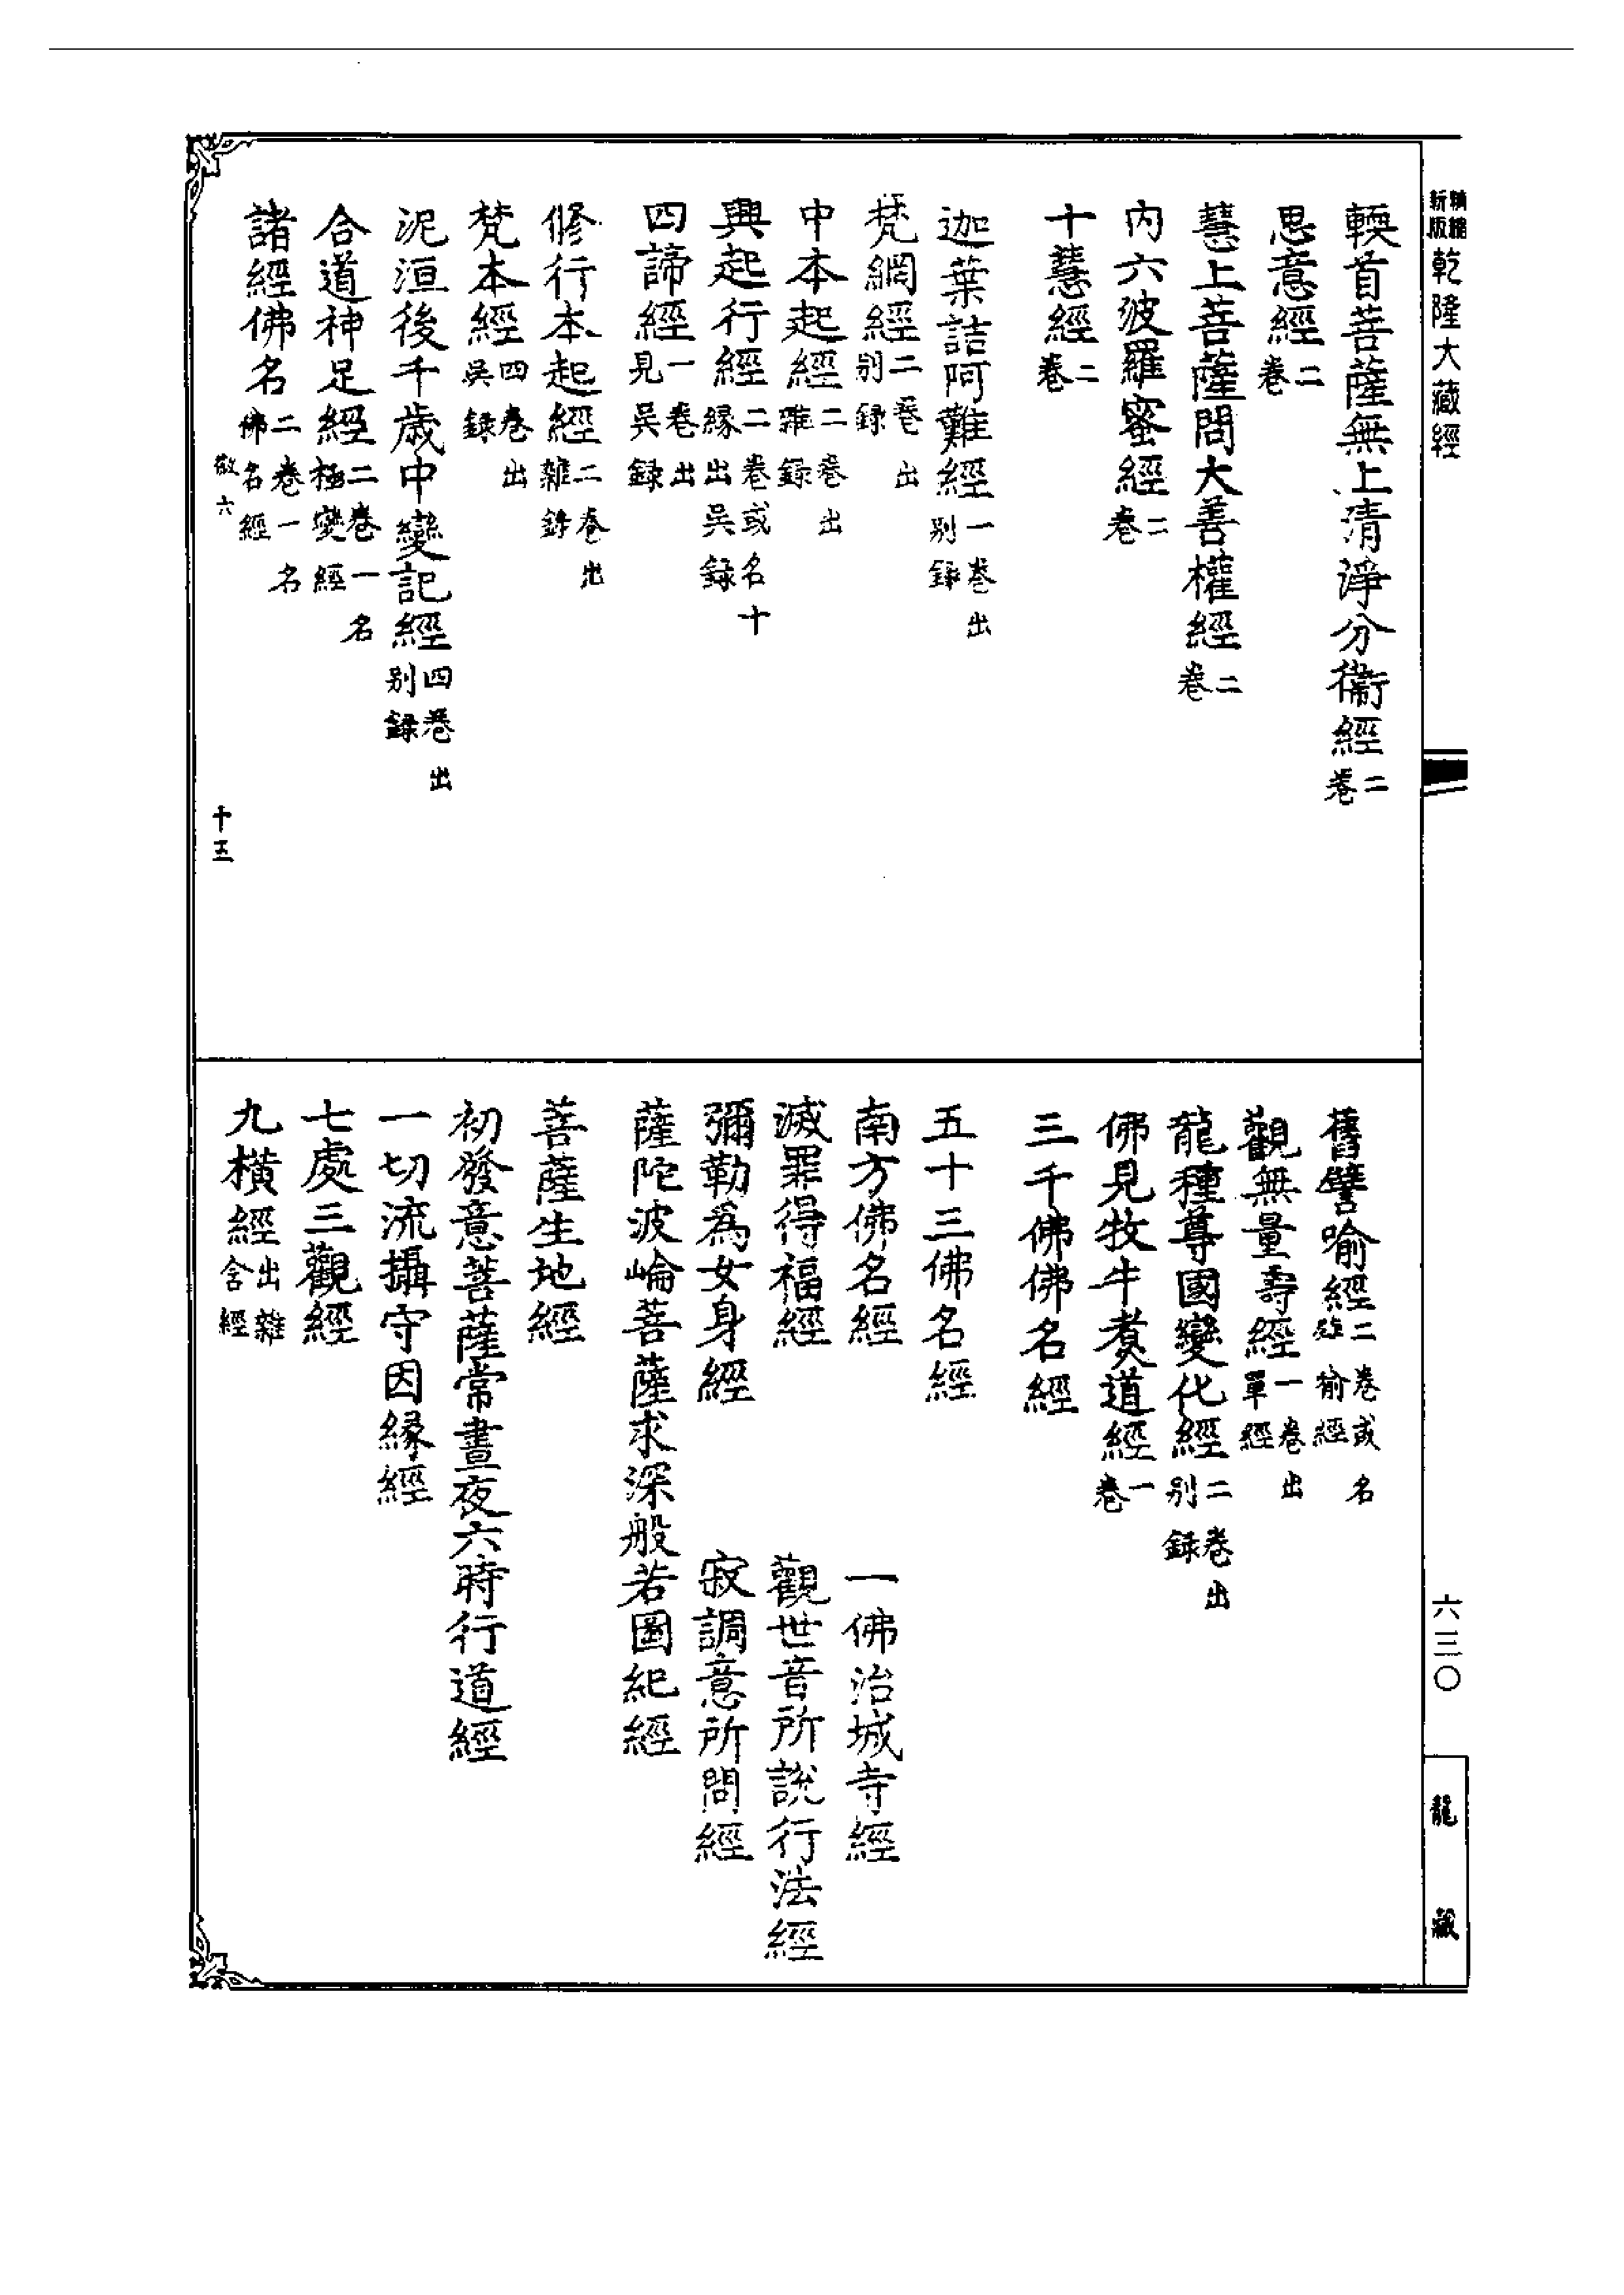 精縮新版乾隆大藏經
輭首菩薩無上清淨分衛經二卷
思意經二卷
慧上菩薩問大善權經二卷
內六波羅蜜經二卷
十慧經二卷
迦葉詰阿難經一卷出別錄
梵網經二卷出別錄
中本起經二卷出雜錄
興起行經二卷或名十緣出吳錄
四諦經一卷出見吳錄
修行本起經二卷出雜錄
梵本經四卷出吳錄
泥洹後千歲中變記經四卷出別錄
合道神足經二卷一名極變經
諸經佛名二卷一名佛名經
六
十五
舊譬喻經二卷或名雜喻經
觀無量壽經一卷出單經
龍種尊國變化經二卷出別錄
佛見牧牛煮道經一卷
三千佛佛名經
五十三佛名經
南方佛名經 一佛治城寺經
滅罪得福經 觀世音所說行法經
彌勒為女身經 寂調意所問經
薩陀波崘菩薩求深般若圖紀經
菩薩生地經
初發意菩薩常晝夜六時行道經
一切流攝守因緣經
七處三觀經
九橫經出雜含經
六三〇
龍藏